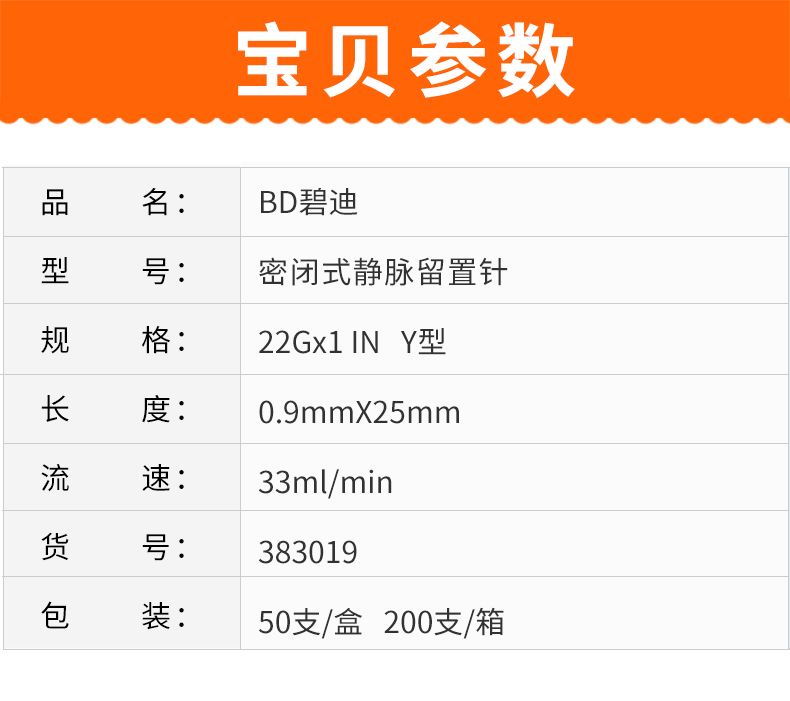 宝贝参数
品 名： BD碧迪
型 号： 密闭式静脉留置针
规 格： 22Gx1 IN Y型
长 度： 0.9mmX25mm
流 速： 33ml/min
货 号： 383019
包 装： 50支/盒 200支/箱